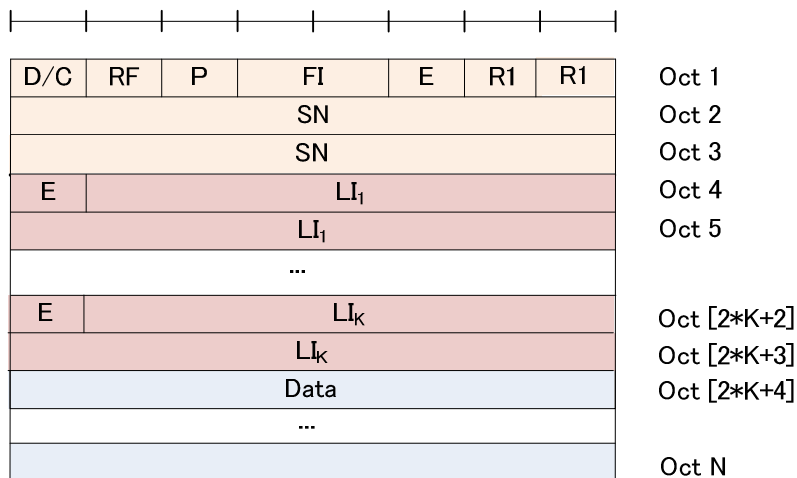 D/C RF P FI E R1 R1 Oct 1
SN Oct 2
SN Oct 3
E LI₁ Oct 4
LI₁ Oct 5
...
E LIₖ Oct [2*K+2]
LIₖ Oct [2*K+3]
Data Oct [2*K+4]
...
Oct N